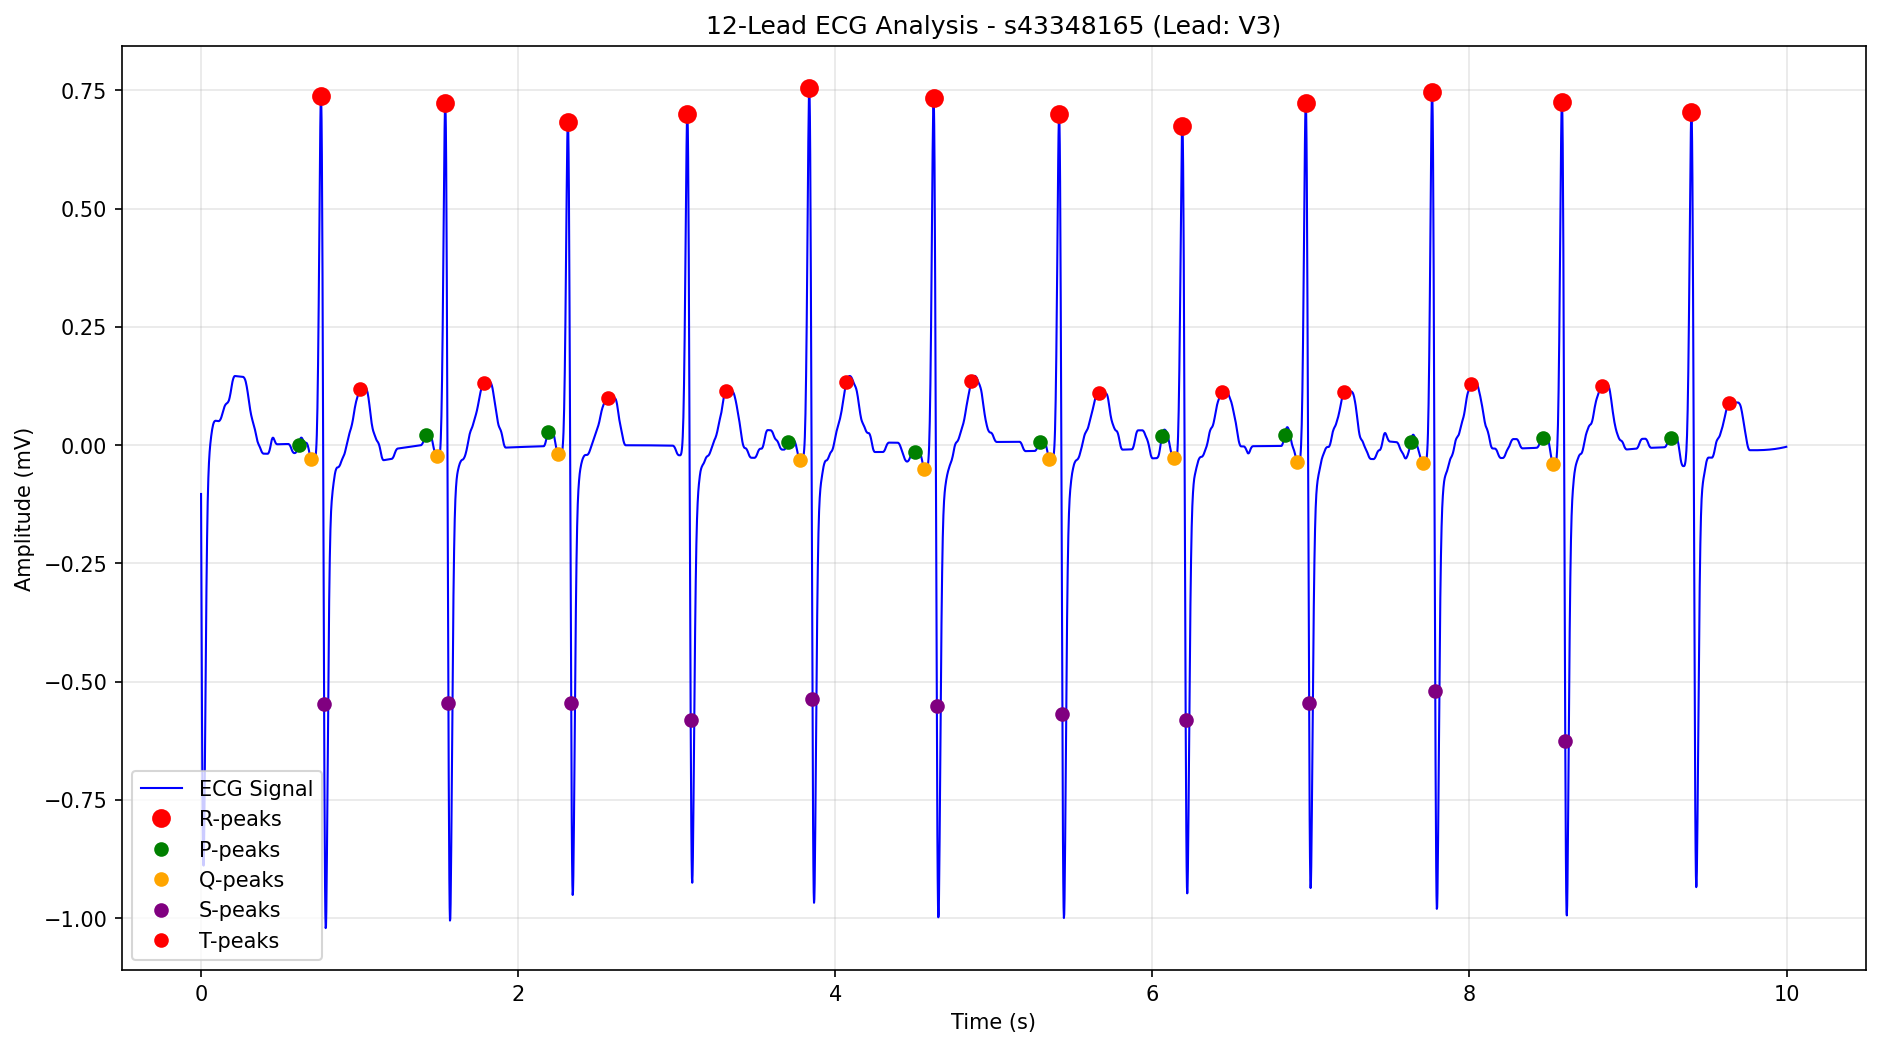 12-Lead ECG Analysis - s43348165 (Lead: V3)
Amplitude (mV)
0.75
0.50
0.25
0.00
−0.25
−0.50
−0.75
−1.00
ECG Signal
R-peaks
P-peaks
Q-peaks
S-peaks
T-peaks
0 2 4 6 8 10
Time (s)